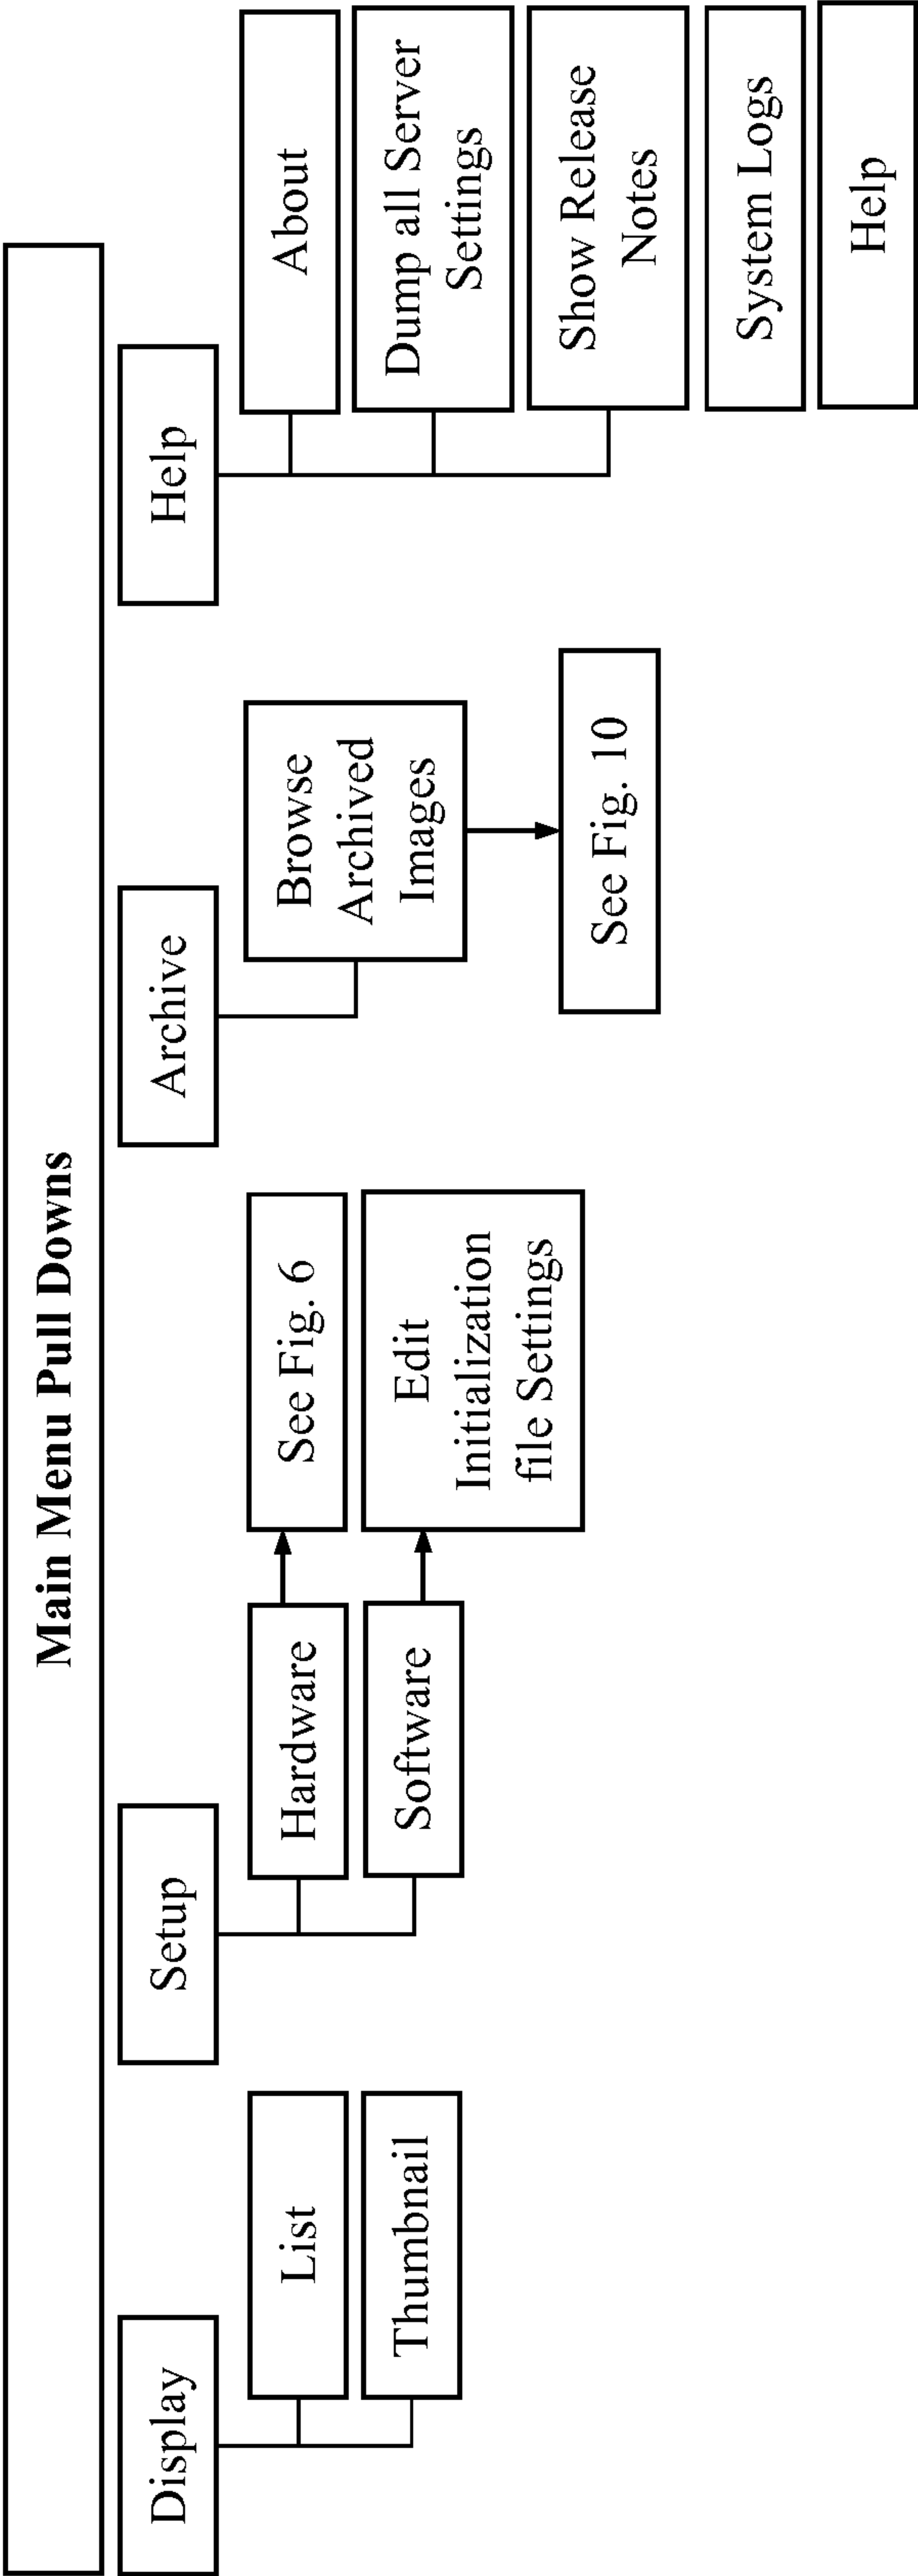 Main Menu Pull Downs
Display
List
Thumbnail
Setup
Hardware
See Fig. 6
Software
Edit
Initialization
file Settings
Archive
Browse
Archived
Images
See Fig. 10
Help
About
Dump all Server
Settings
Show Release
Notes
System Logs
Help